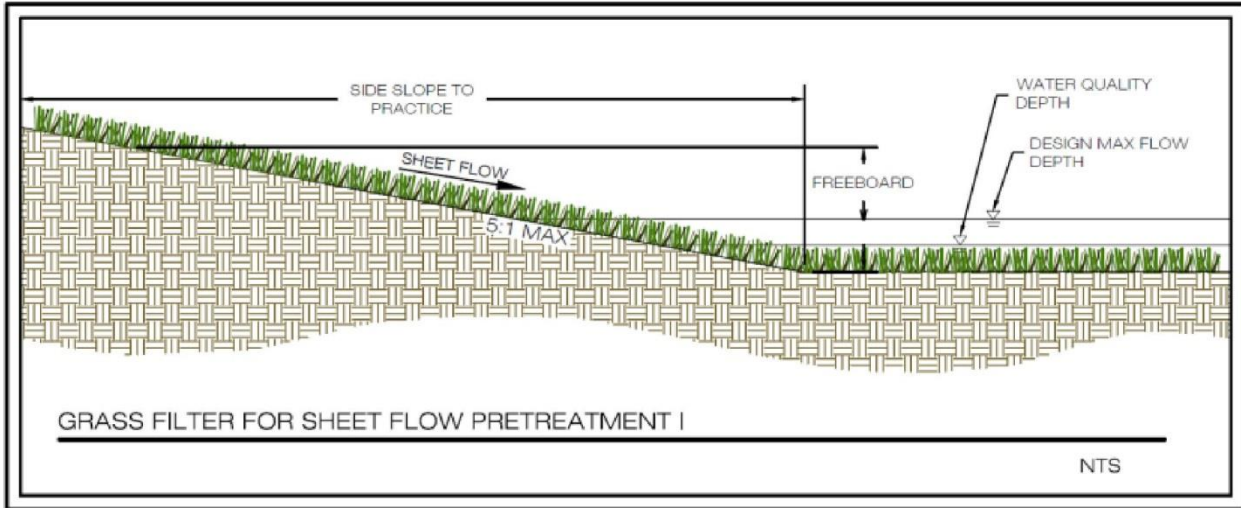 SIDE SLOPE TO
PRACTICE
WATER QUALITY
DEPTH
DESIGN MAX FLOW
DEPTH
SHEET FLOW
FREEBOARD
5:1 MAX
GRASS FILTER FOR SHEET FLOW PRETREATMENT I
NTS